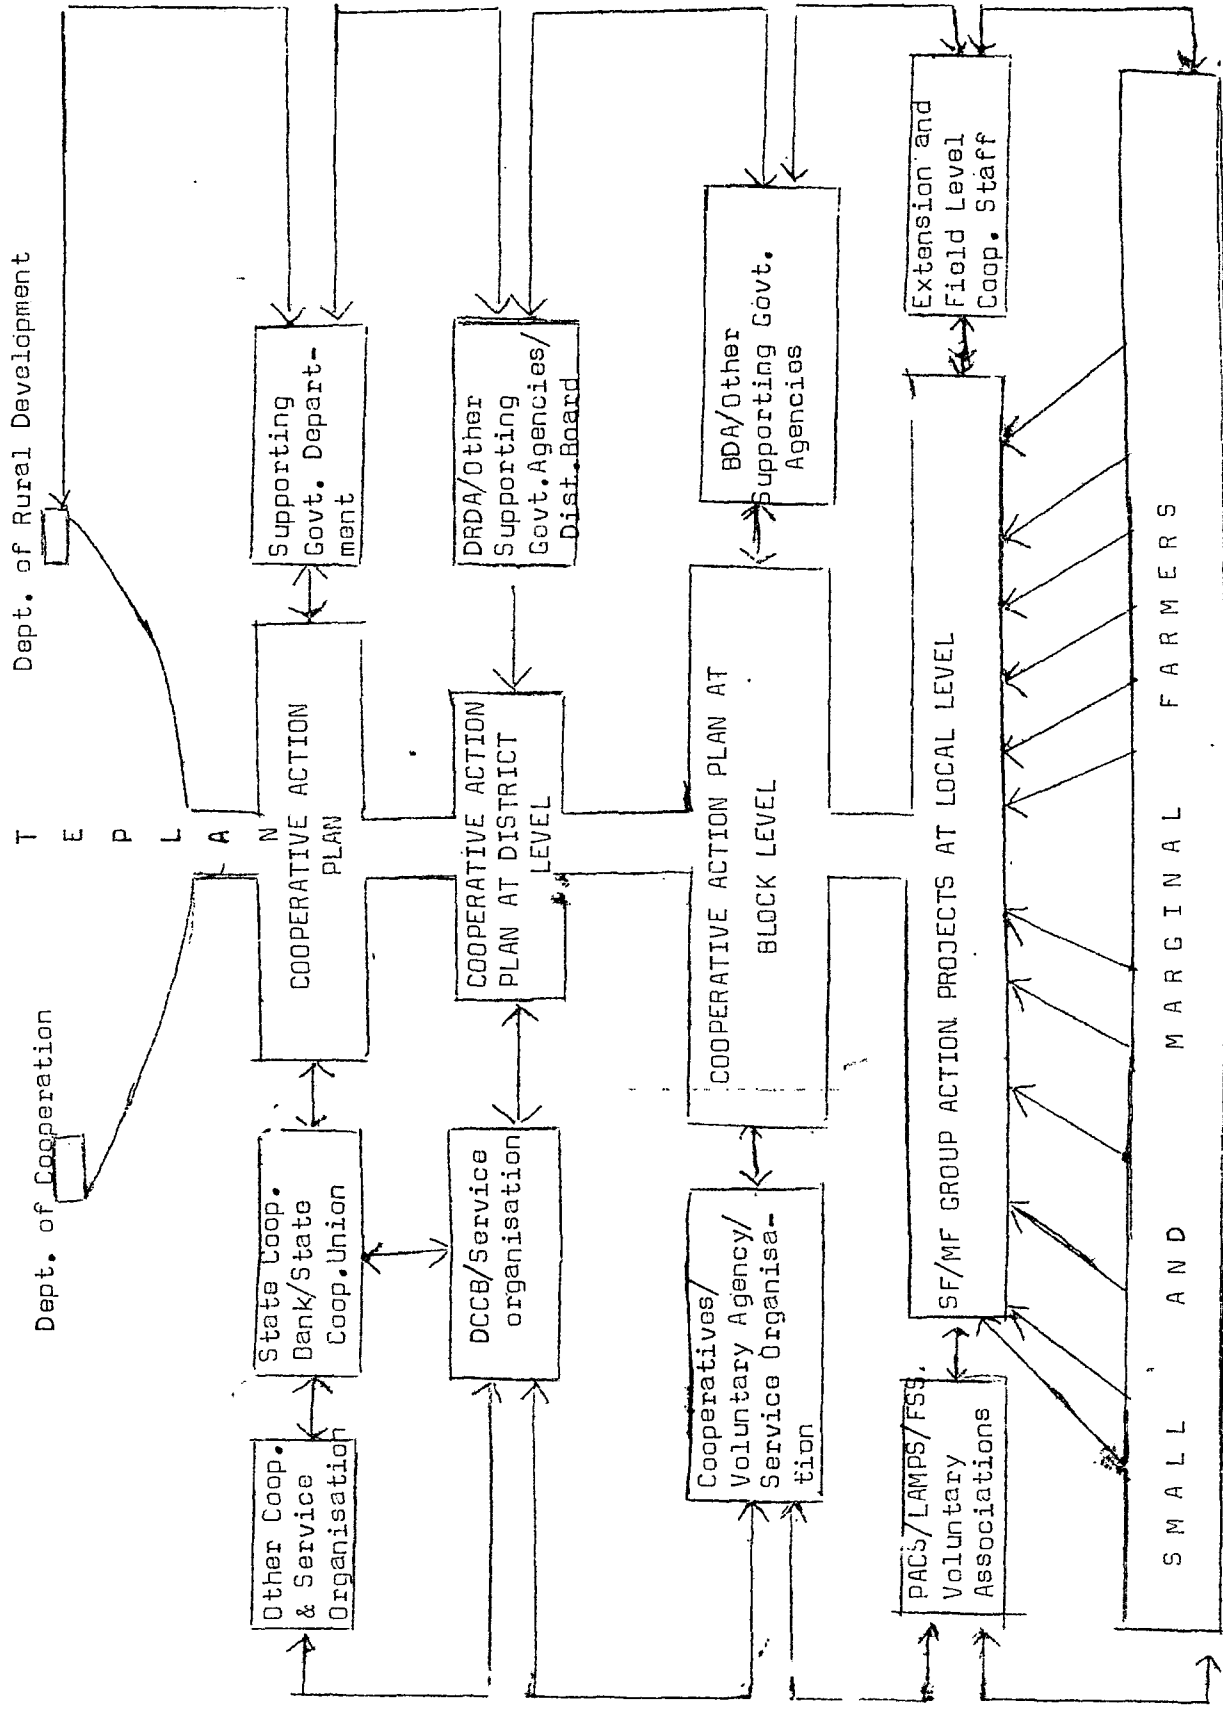 Dept. of Cooperation
Dept. of Rural Development
T E P L A N
Other Coop.
& Service
Organisation
State Coop.
Bank/State
Coop.Union
COOPERATIVE ACTION
PLAN
Supporting
Govt. Depart-
ment
DCCB/Service
organisation
COOPERATIVE ACTION
PLAN AT DISTRICT
LEVEL
DRDA/Other
Supporting
Govt.Agencies/
Dist.Board
Cooperatives/
Voluntary Agency/
Service Organisa-
tion
COOPERATIVE ACTION PLAN AT
BLOCK LEVEL
BDA/Other
Supporting Govt.
Agencies
PACS/LAMPS/FSS.
Voluntary
Associations
SF/MF GROUP ACTION PROJECTS AT LOCAL LEVEL
Extension and
Field Level
Coop. Staff
SMALL AND MARGINAL FARMERS